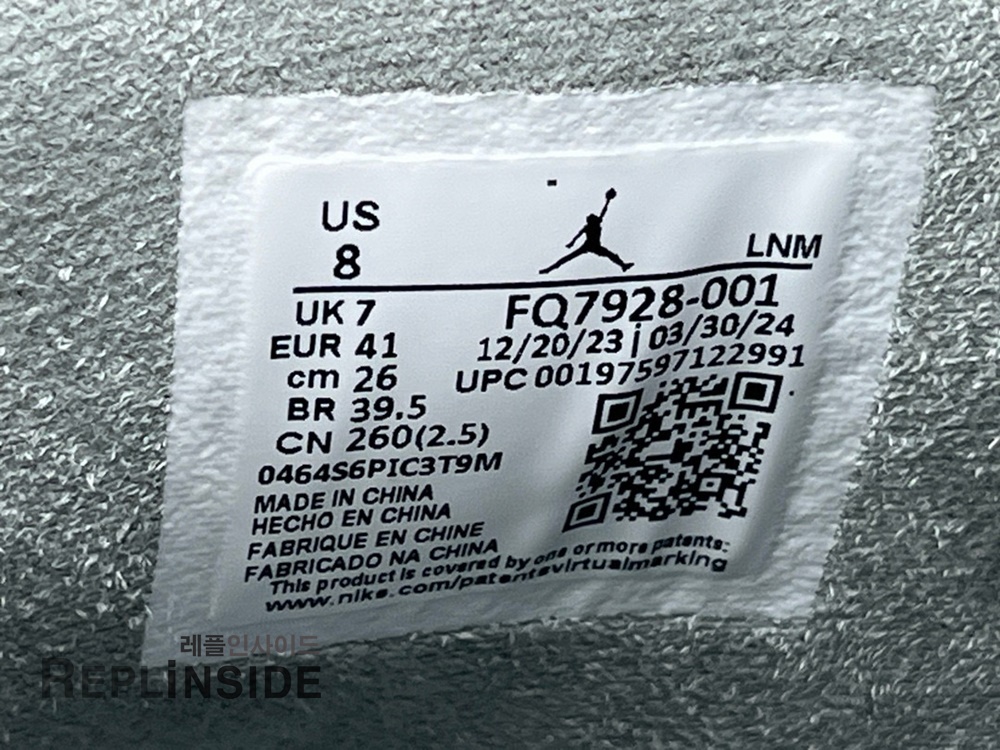 US
8
LNM
UK 7
EUR 41
cm 26
BR 39.5
CN 260(2.5)
0464S6PIC3T9M
FQ7928-001
12/20/23 | 03/30/24
UPC 00197597122991
MADE IN CHINA
HECHO EN CHINA
FABRIQUE EN CHINE
FABRICADO NA CHINA
This product is covered by one or more patents:
www.nike.com/patentsvirtualmarking
레플인사이드
REPLINSIDE